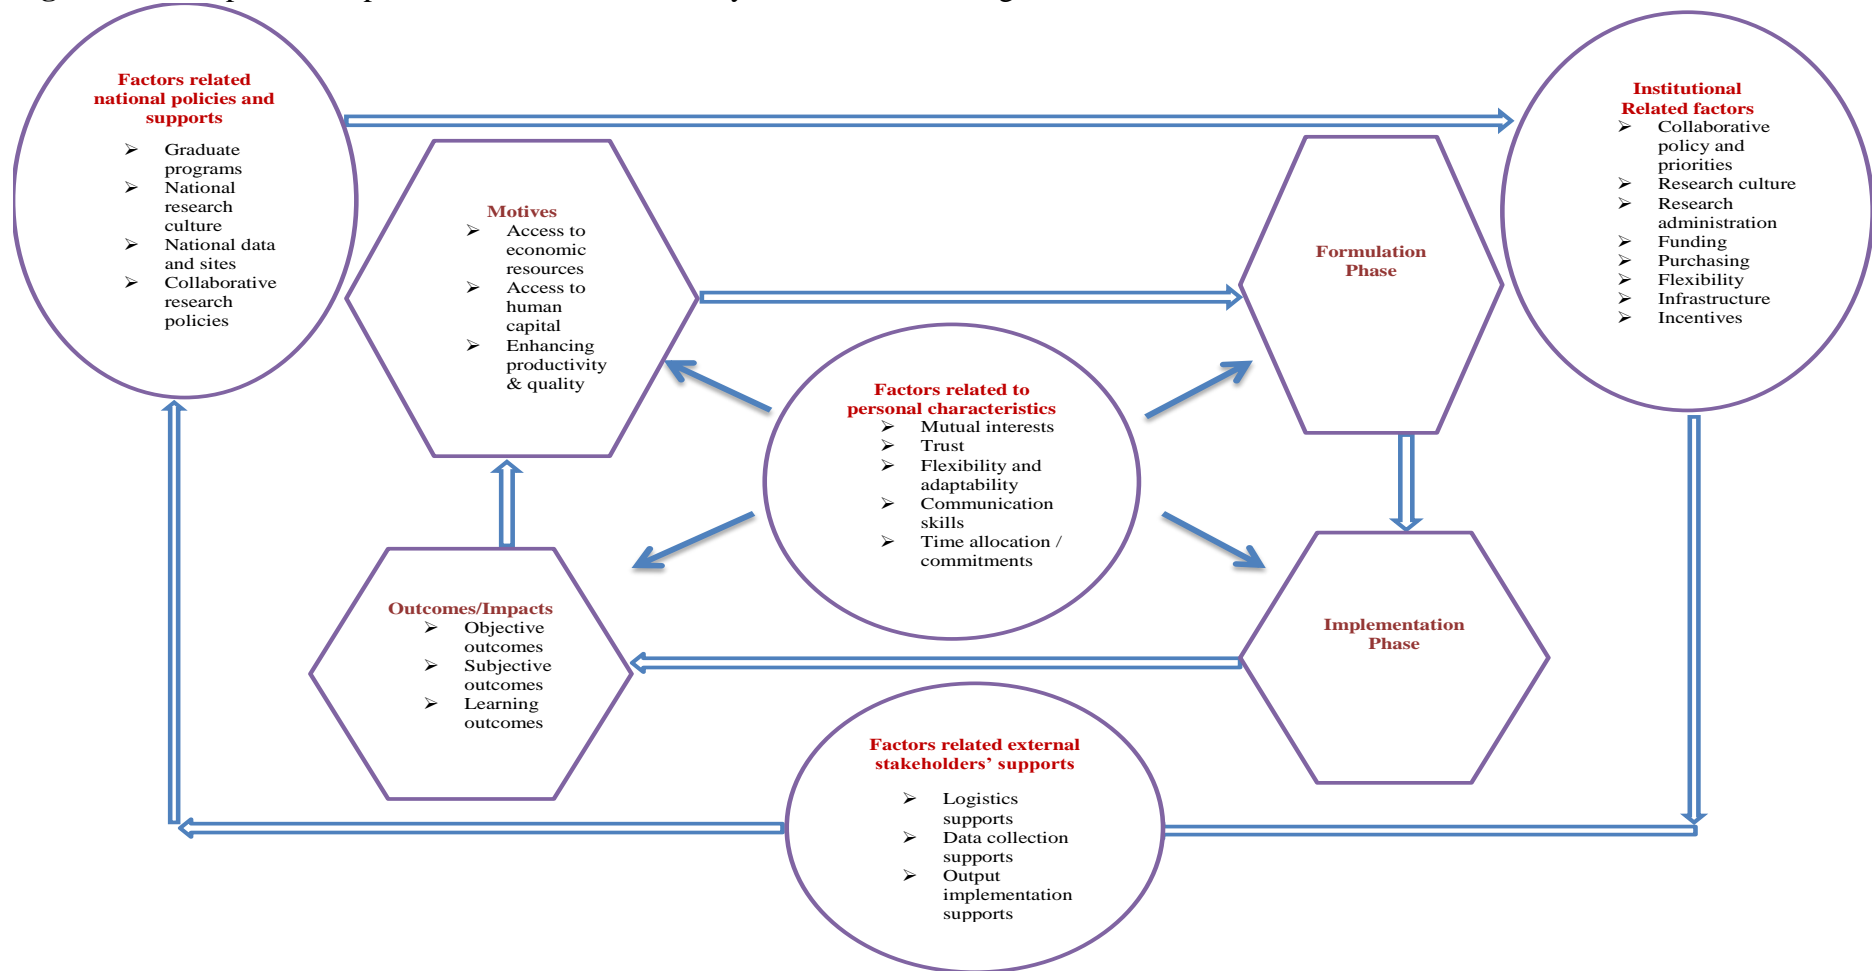 Factors related
national policies and
supports
➢ Graduate
programs
➢ National
research
culture
➢ National data
and sites
➢ Collaborative
research
policies
Motives
➢ Access to
economic
resources
➢ Access to
human
capital
➢ Enhancing
productivity
& quality
Formulation
Phase
Institutional
Related factors
➢ Collaborative
policy and
priorities
➢ Research culture
➢ Research
administration
➢ Funding
➢ Purchasing
➢ Flexibility
➢ Infrastructure
➢ Incentives
Factors related to
personal characteristics
➢ Mutual interests
➢ Trust
➢ Flexibility and
adaptability
➢ Communication
skills
➢ Time allocation /
commitments
Outcomes/Impacts
➢ Objective
outcomes
➢ Subjective
outcomes
➢ Learning
outcomes
Implementation
Phase
Factors related external
stakeholders’ supports
➢ Logistics
supports
➢ Data collection
supports
➢ Output
implementation
supports